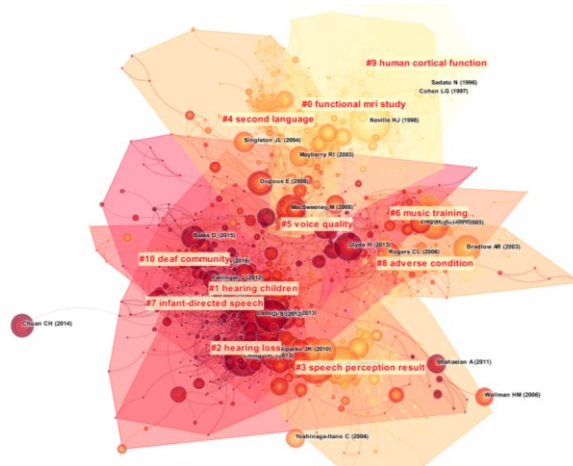 #9 human cortical function
Sadato N (1996)
Cohen LG (1997)
#0 functional mri study
#4 second language
Neville HJ (1998)
Singleton JL (2004)
Mayberry RI (2003)
Dupoux E (2008)
MacSweeney M (2008)
#6 music training
#5 voice quality
Bates D (2015)
Glyde H (2013)
Bradlow AR (2003)
Rogers CL (2006)
#10 deaf community
#8 adverse condition
#1 hearing children
#7 infant-directed speech
Chuan CH (2014)
#2 hearing loss
#3 speech perception result
Shahaeian A (2011)
Wellman HM (2006)
Yoshinaga-Itano C (2004)